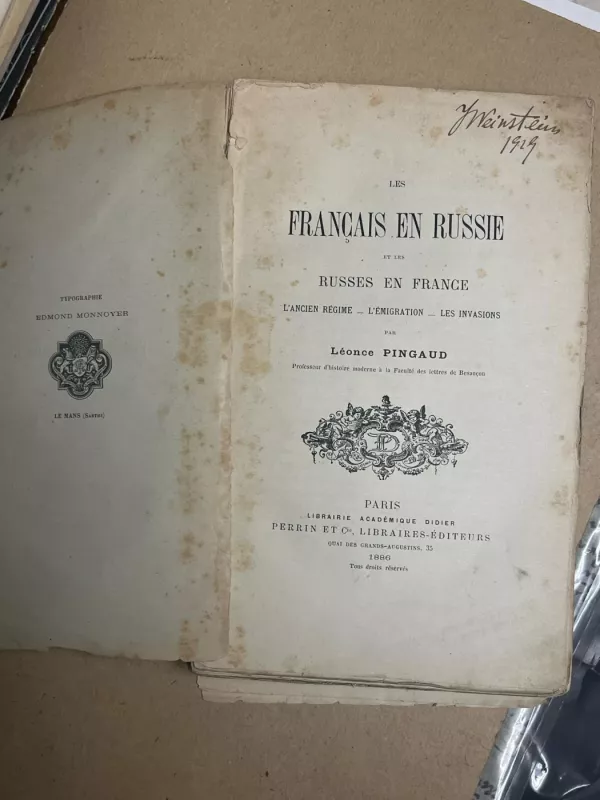 TYPOGRAPHIE
EDMOND MONNOYER
LE MANS (SARTHE)
JWeinstein
1929
LES
FRANÇAIS EN RUSSIE
ET LES
RUSSES EN FRANCE
L'ANCIEN RÉGIME _ L'ÉMIGRATION _ LES INVASIONS
PAR
Léonce PINGAUD
Professeur d'histoire moderne à la Faculté des lettres de Besançon
PARIS
LIBRAIRIE ACADÉMIQUE DIDIER
PERRIN ET Cie, LIBRAIRES-ÉDITEURS
QUAI DES GRANDS-AUGUSTINS, 35
1886
Tous droits réservés